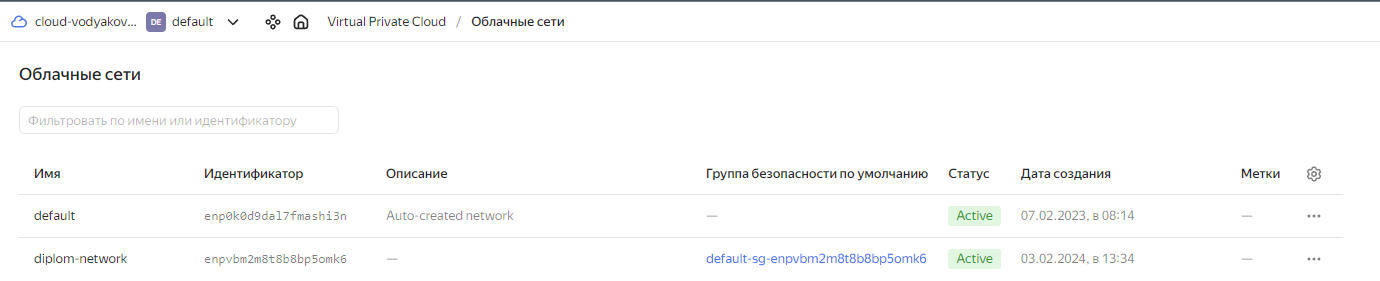 cloud-vodyakov... DE default Virtual Private Cloud / Облачные сети
Облачные сети
Фильтровать по имени или идентификатору
Имя Идентификатор Описание Группа безопасности по умолчанию Статус Дата создания Метки
default enp0k0d9dal7fmashi3n Auto-created network — Active 07.02.2023, в 08:14 —
diplom-network enpvbm2m8t8b8bp5omk6 — default-sg-enpvbm2m8t8b8bp5omk6 Active 03.02.2024, в 13:34 —